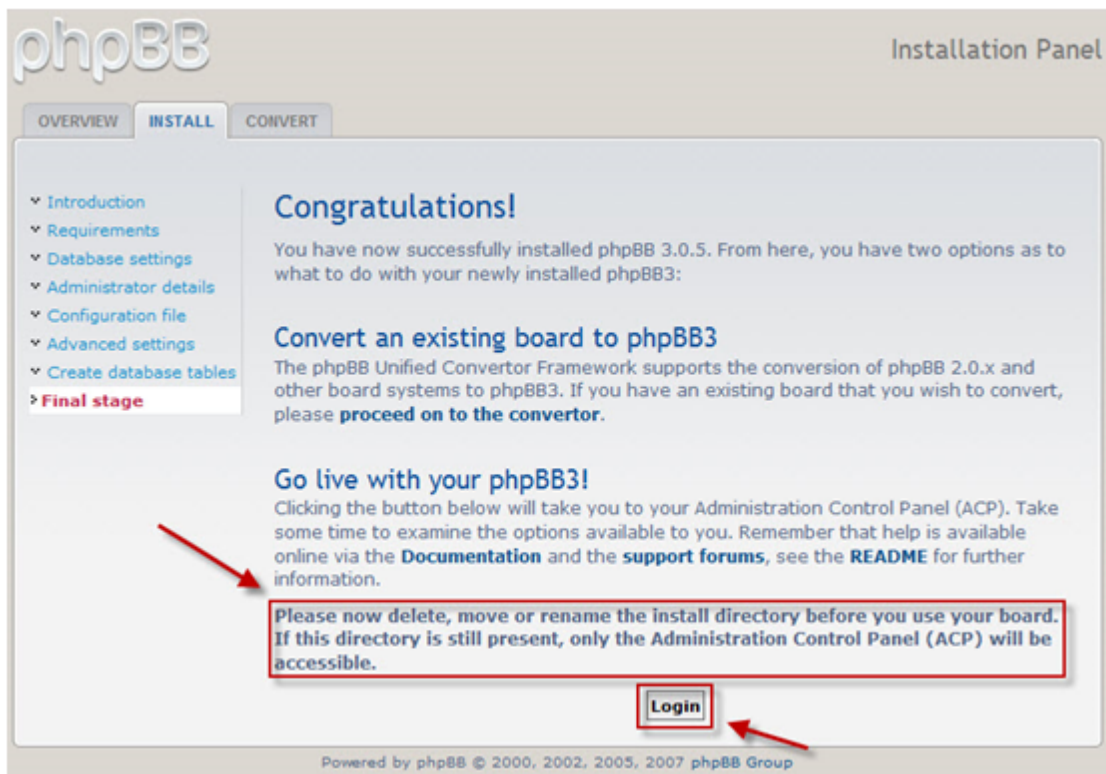 phpBB
Installation Panel
OVERVIEW INSTALL CONVERT
Introduction
Requirements
Database settings
Administrator details
Configuration file
Advanced settings
Create database tables
Final stage
Congratulations!
You have now successfully installed phpBB 3.0.5. From here, you have two options as to
what to do with your newly installed phpBB3:
Convert an existing board to phpBB3
The phpBB Unified Convertor Framework supports the conversion of phpBB 2.0.x and
other board systems to phpBB3. If you have an existing board that you wish to convert,
please proceed on to the convertor.
Go live with your phpBB3!
Clicking the button below will take you to your Administration Control Panel (ACP). Take
some time to examine the options available to you. Remember that help is available
online via the Documentation and the support forums, see the README for further
information.
Please now delete, move or rename the install directory before you use your board.
If this directory is still present, only the Administration Control Panel (ACP) will be
accessible.
Login
Powered by phpBB © 2000, 2002, 2005, 2007 phpBB Group